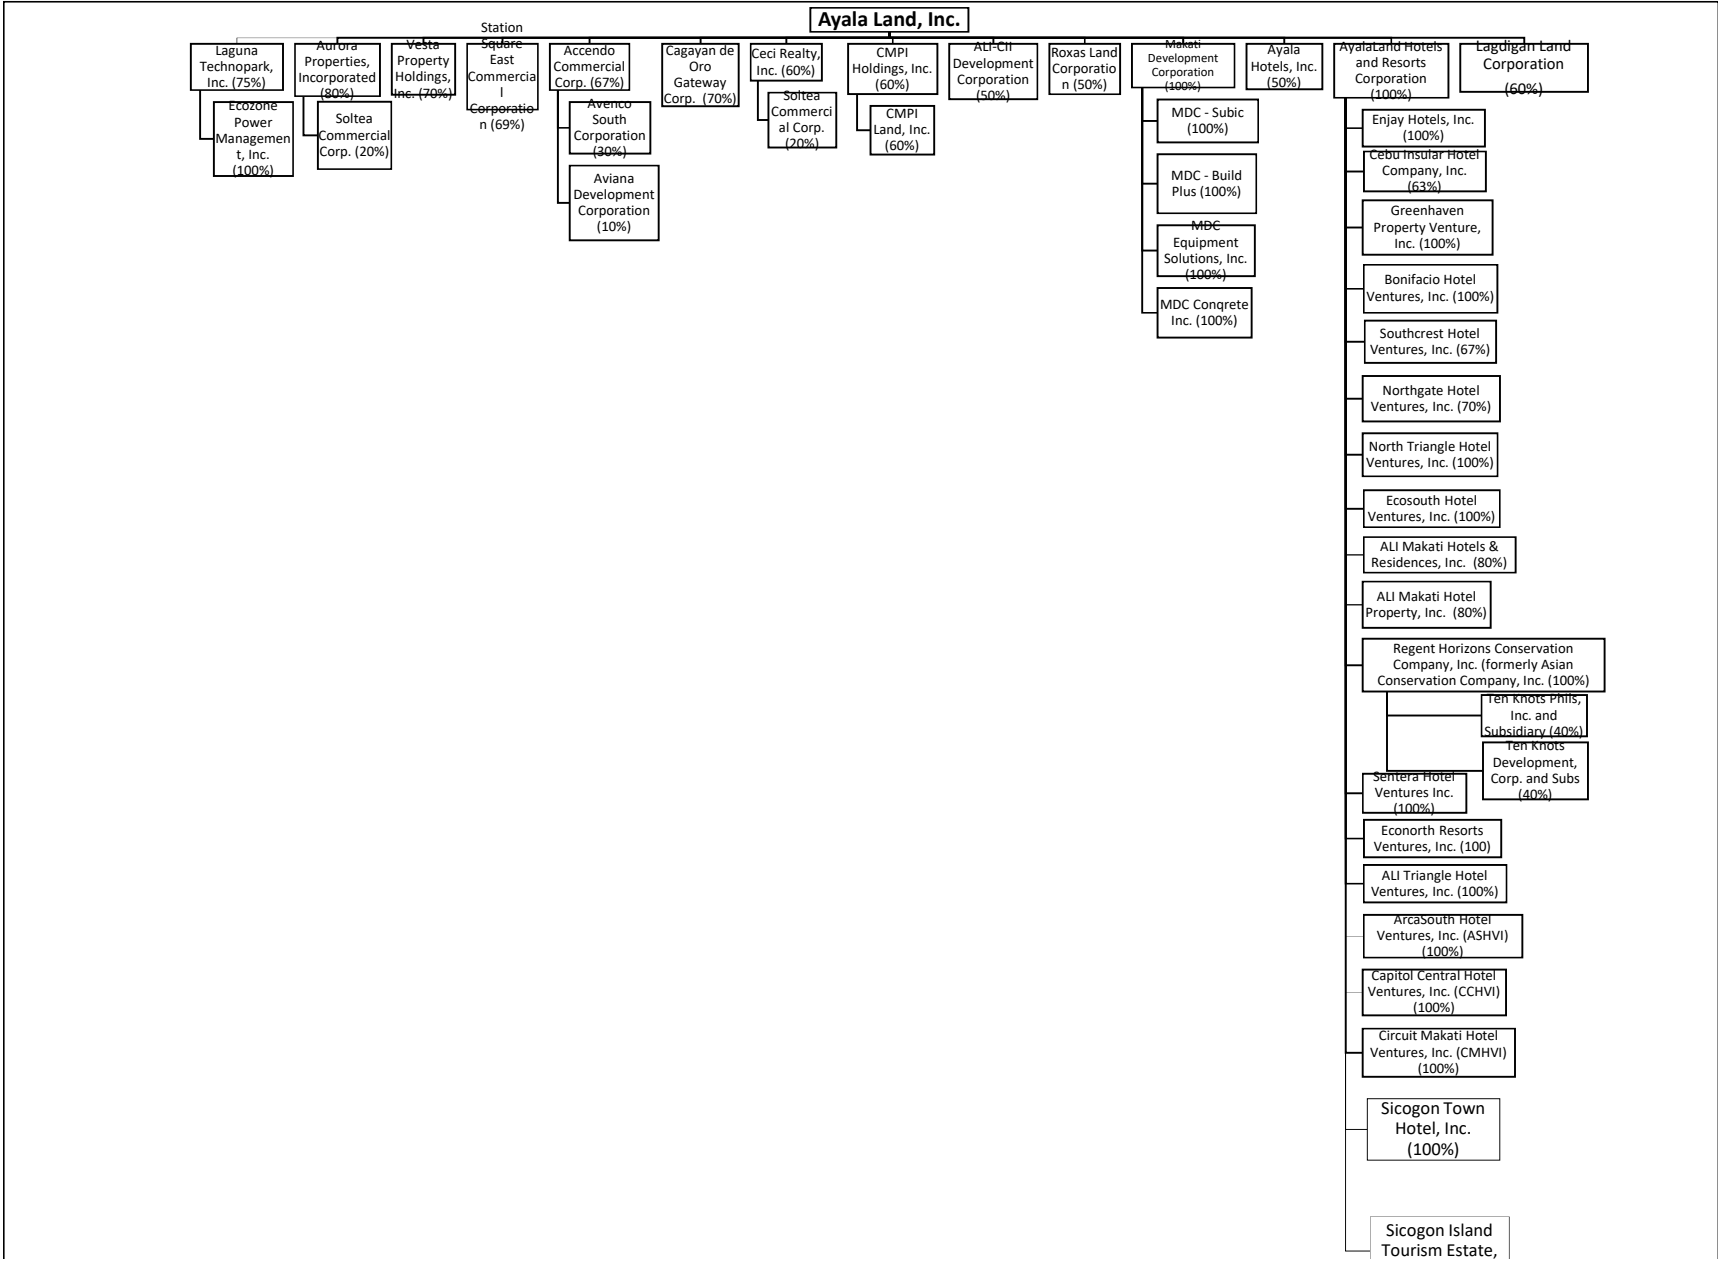 Ayala Land, Inc.
Laguna
Technopark,
Inc. (75%)
Ecozone
Power
Managemen
t, Inc.
(100%)
Aurora
Properties,
Incorporated
(80%)
Soltea
Commercial
Corp. (20%)
Vesta
Property
Holdings,
Inc. (70%)
Station
Square
East
Commercia
l
Corporatio
n (69%)
Accendo
Commercial
Corp. (67%)
Avenco
South
Corporation
(30%)
Aviana
Development
Corporation
(10%)
Cagayan de
Oro
Gateway
Corp.  (70%)
Ceci Realty,
Inc. (60%)
Soltea
Commerci
al Corp.
(20%)
CMPI
Holdings, Inc.
(60%)
CMPI
Land, Inc.
(60%)
ALI-CII
Development
Corporation
(50%)
Roxas Land
Corporatio
n (50%)
Makati
Development
Corporation
(100%)
MDC - Subic
(100%)
MDC - Build
Plus (100%)
MDC
Equipment
Solutions, Inc.
(100%)
MDC Conqrete
Inc. (100%)
Ayala
Hotels, Inc.
(50%)
AyalaLand Hotels
and Resorts
Corporation
(100%)
Enjay Hotels, Inc.
(100%)
Cebu Insular Hotel
Company, Inc.
(63%)
Greenhaven
Property Venture,
Inc. (100%)
Bonifacio Hotel
Ventures, Inc. (100%)
Southcrest Hotel
Ventures, Inc. (67%)
Northgate Hotel
Ventures, Inc. (70%)
North Triangle Hotel
Ventures, Inc. (100%)
Ecosouth Hotel
Ventures, Inc. (100%)
ALI Makati Hotels &
Residences, Inc.  (80%)
ALI Makati Hotel
Property, Inc.  (80%)
Regent Horizons Conservation
Company, Inc. (formerly Asian
Conservation Company, Inc. (100%)
Ten Knots Phils,
Inc. and
Subsidiary (40%)
Ten Knots
Development,
Corp. and Subs
(40%)
Sentera Hotel
Ventures Inc.
(100%)
Econorth Resorts
Ventures, Inc. (100)
ALI Triangle Hotel
Ventures, Inc. (100%)
ArcaSouth Hotel
Ventures, Inc. (ASHVI)
(100%)
Capitol Central Hotel
Ventures, Inc. (CCHVI)
(100%)
Circuit Makati Hotel
Ventures, Inc. (CMHVI)
(100%)
Sicogon Town
Hotel, Inc.
(100%)
Sicogon Island
Tourism Estate,
Lagdigan Land
Corporation
(60%)